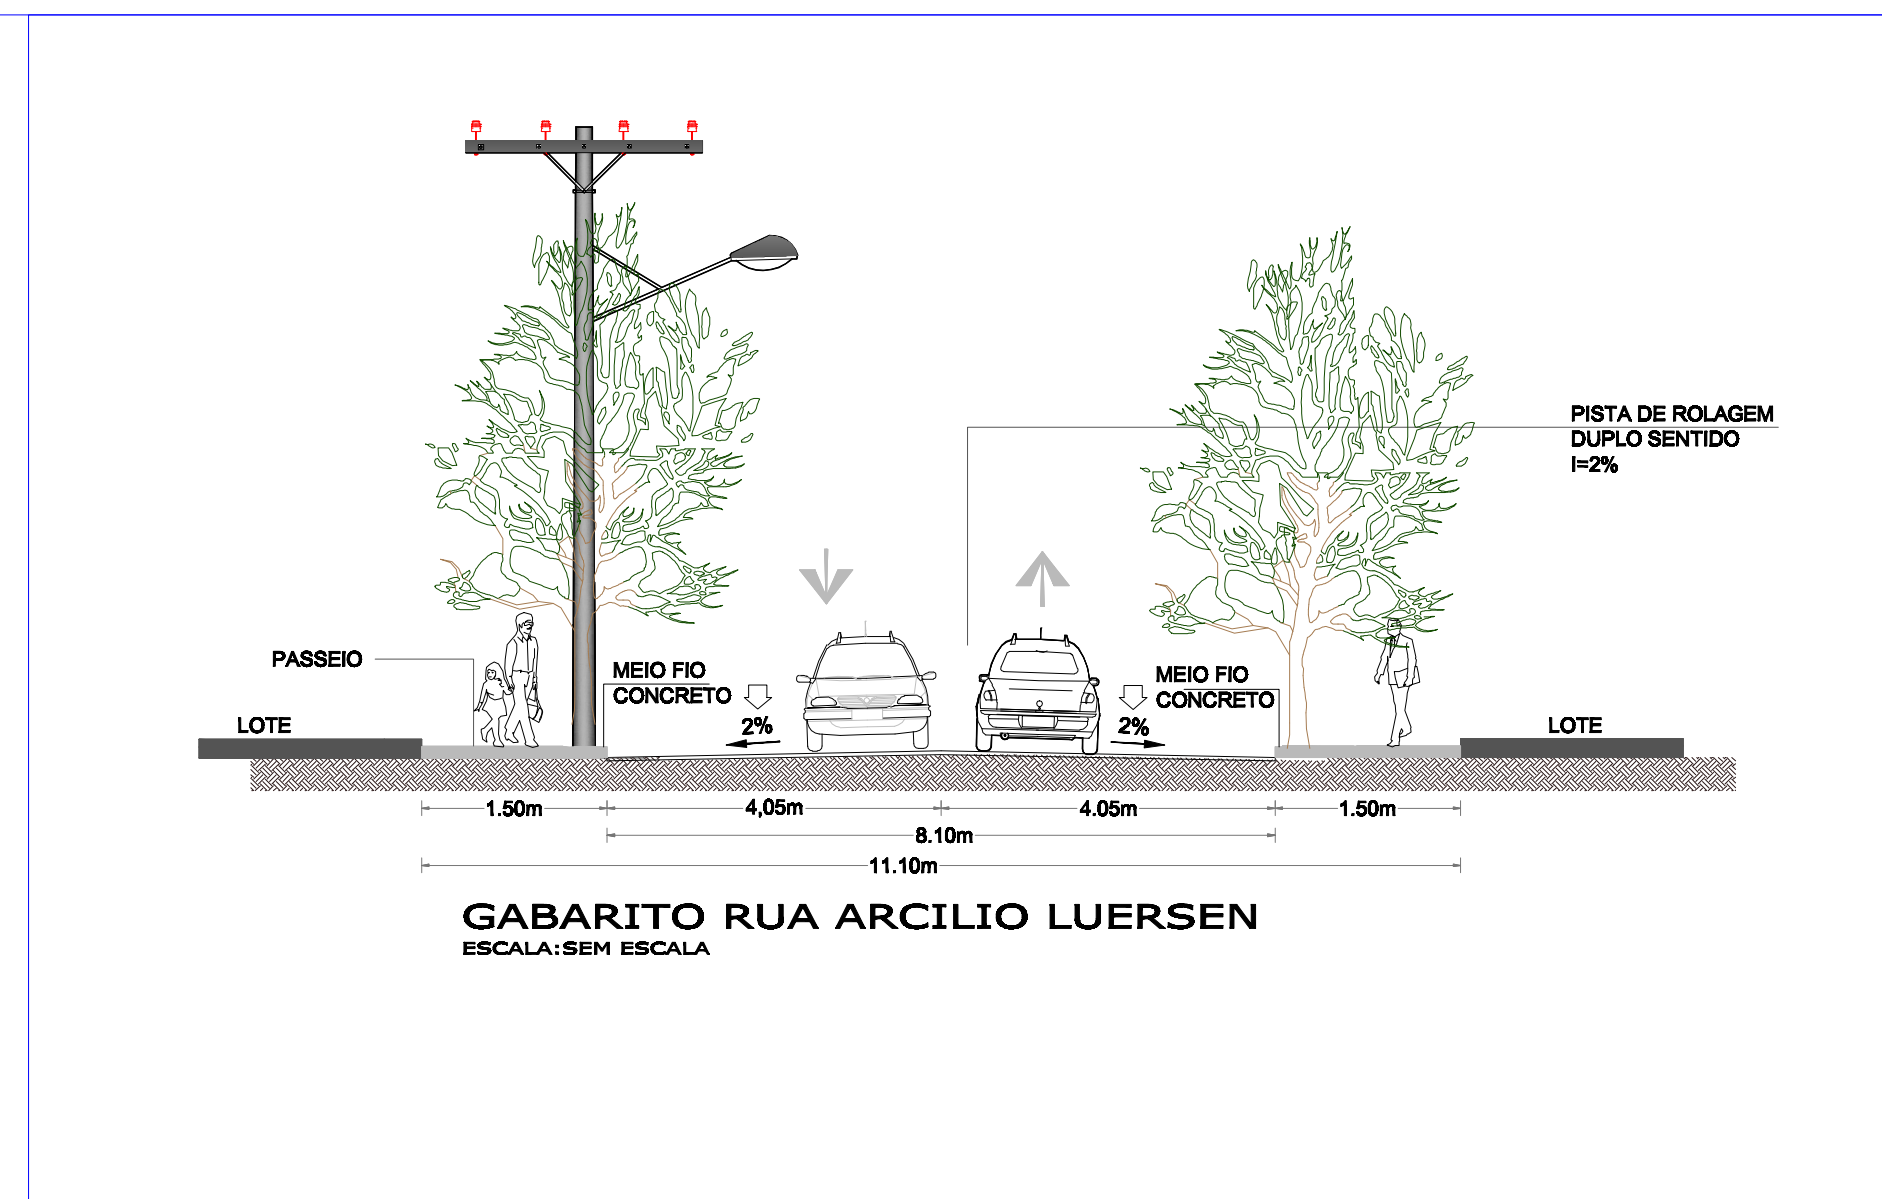 PISTA DE ROLAGEM
DUPLO SENTIDO
I=2%
PASSEIO
MEIO FIO
CONCRETO
2%
MEIO FIO
CONCRETO
2%
LOTE
LOTE
1.50m
4,05m
4.05m
1.50m
8.10m
11.10m
GABARITO RUA ARCILIO LUERSEN
ESCALA:SEM ESCALA